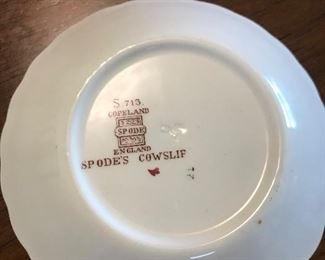 S. 713.
COPELAND
SPODE
ENGLAND
SPODE'S COWSLIP